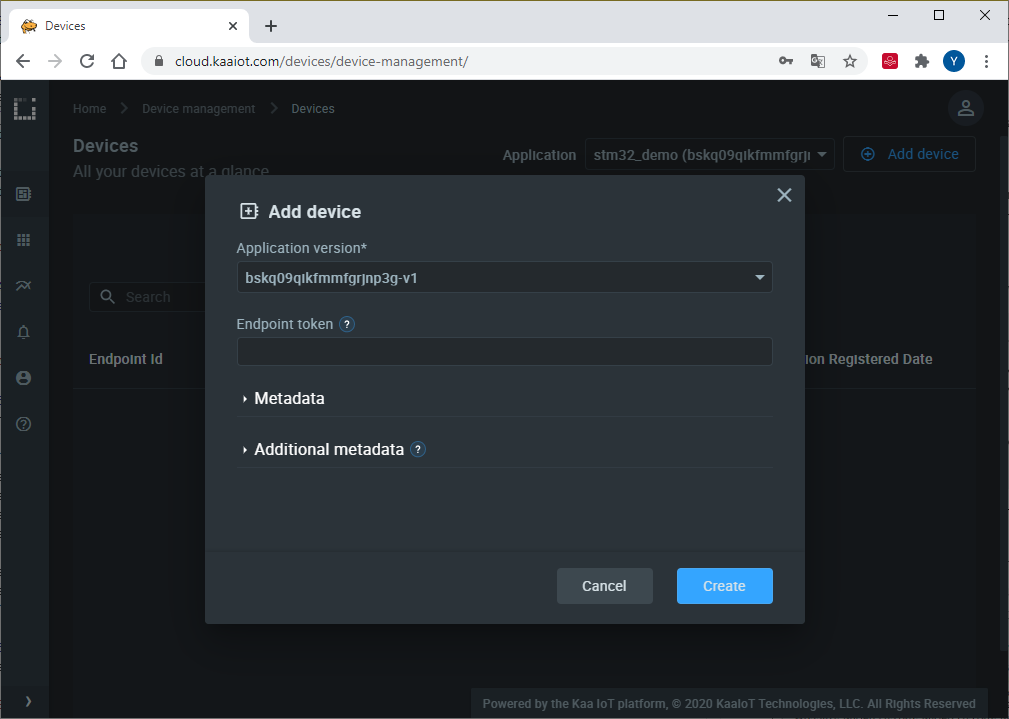 Devices
cloud.kaaiot.com/devices/device-management/
Y
Home Device management Devices
Devices
All your devices at a glance
Application stm32_demo (bskq09qikfmmfgrji Add device
Add device
Application version*
bskq09qikfmmfgrjnp3g-v1
Search
Endpoint token ?
Endpoint Id
ion Registered Date
Metadata
Additional metadata ?
Cancel Create
Powered by the Kaa IoT platform, © 2020 KaaIoT Technologies, LLC. All Rights Reserved